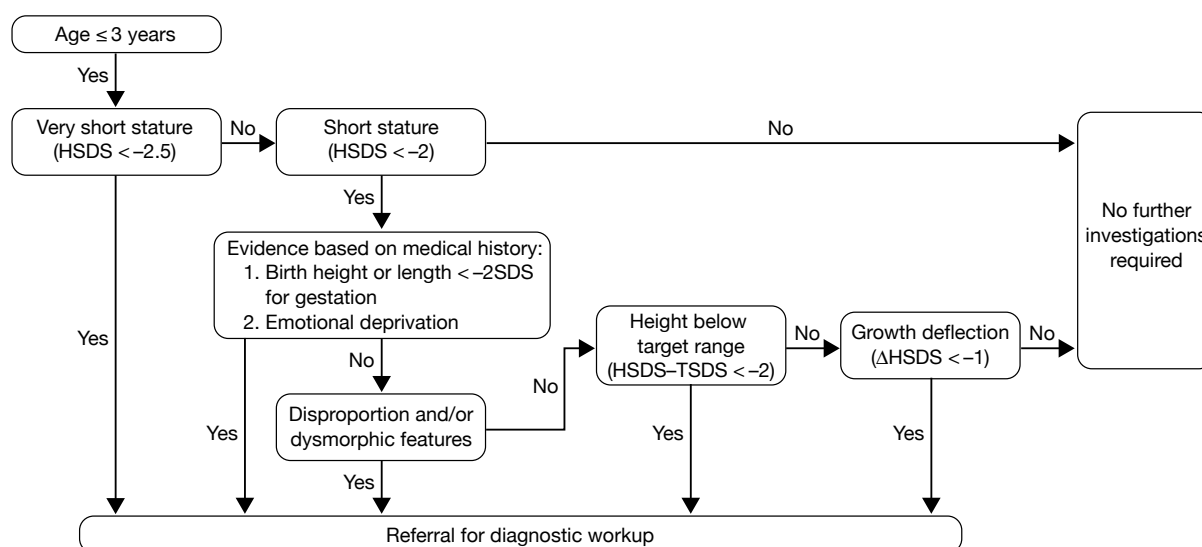 Age ≤ 3 years
Yes
Very short stature
(HSDS <–2.5)
No
Short stature
(HSDS <–2)
No
No further
investigations
required
Yes
Evidence based on medical history:
1. Birth height or length <–2SDS
for gestation
2. Emotional deprivation
Yes
No
Yes
Disproportion and/or
dysmorphic features
No
Height below
target range
(HSDS–TSDS <–2)
No
Growth deflection
(ΔHSDS <–1)
No
Yes
Yes
Yes
Referral for diagnostic workup